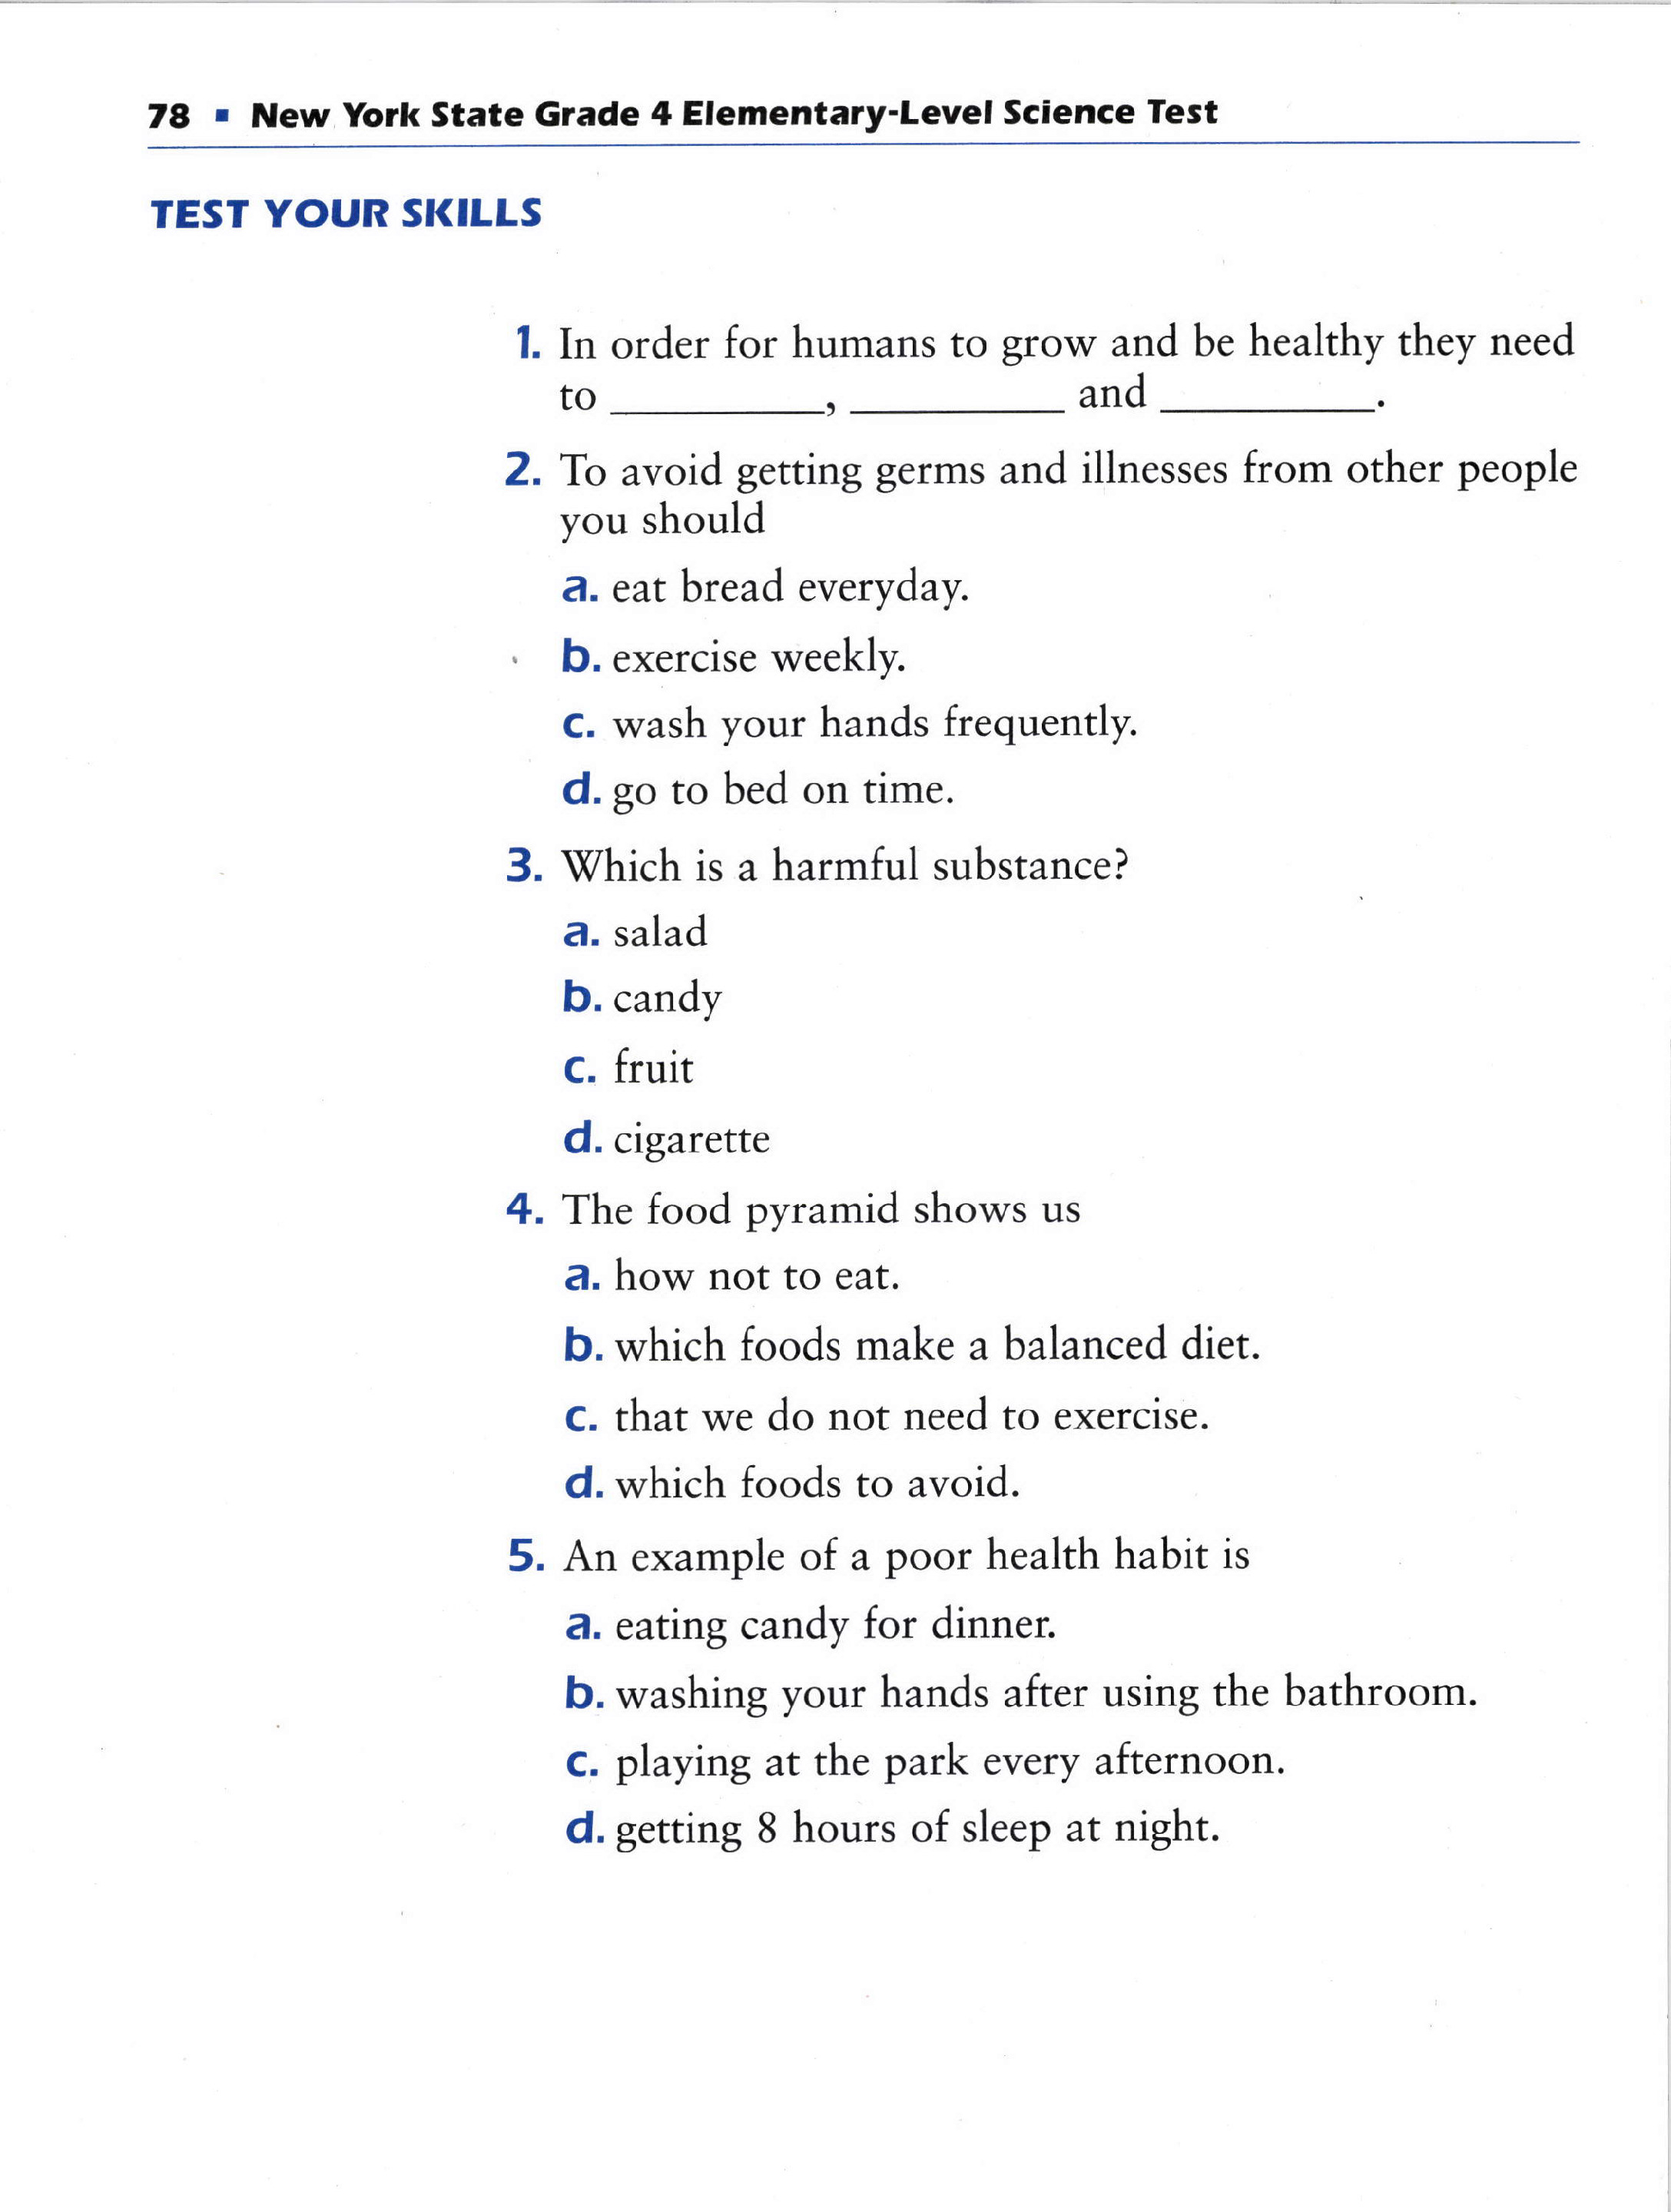 78 ▪ New York State Grade 4 Elementary-Level Science Test
TEST YOUR SKILLS
1. In order for humans to grow and be healthy they need
to __________, __________ and __________.
2. To avoid getting germs and illnesses from other people
you should
a. eat bread everyday.
b. exercise weekly.
c. wash your hands frequently.
d. go to bed on time.
3. Which is a harmful substance?
a. salad
b. candy
c. fruit
d. cigarette
4. The food pyramid shows us
a. how not to eat.
b. which foods make a balanced diet.
c. that we do not need to exercise.
d. which foods to avoid.
5. An example of a poor health habit is
a. eating candy for dinner.
b. washing your hands after using the bathroom.
c. playing at the park every afternoon.
d. getting 8 hours of sleep at night.